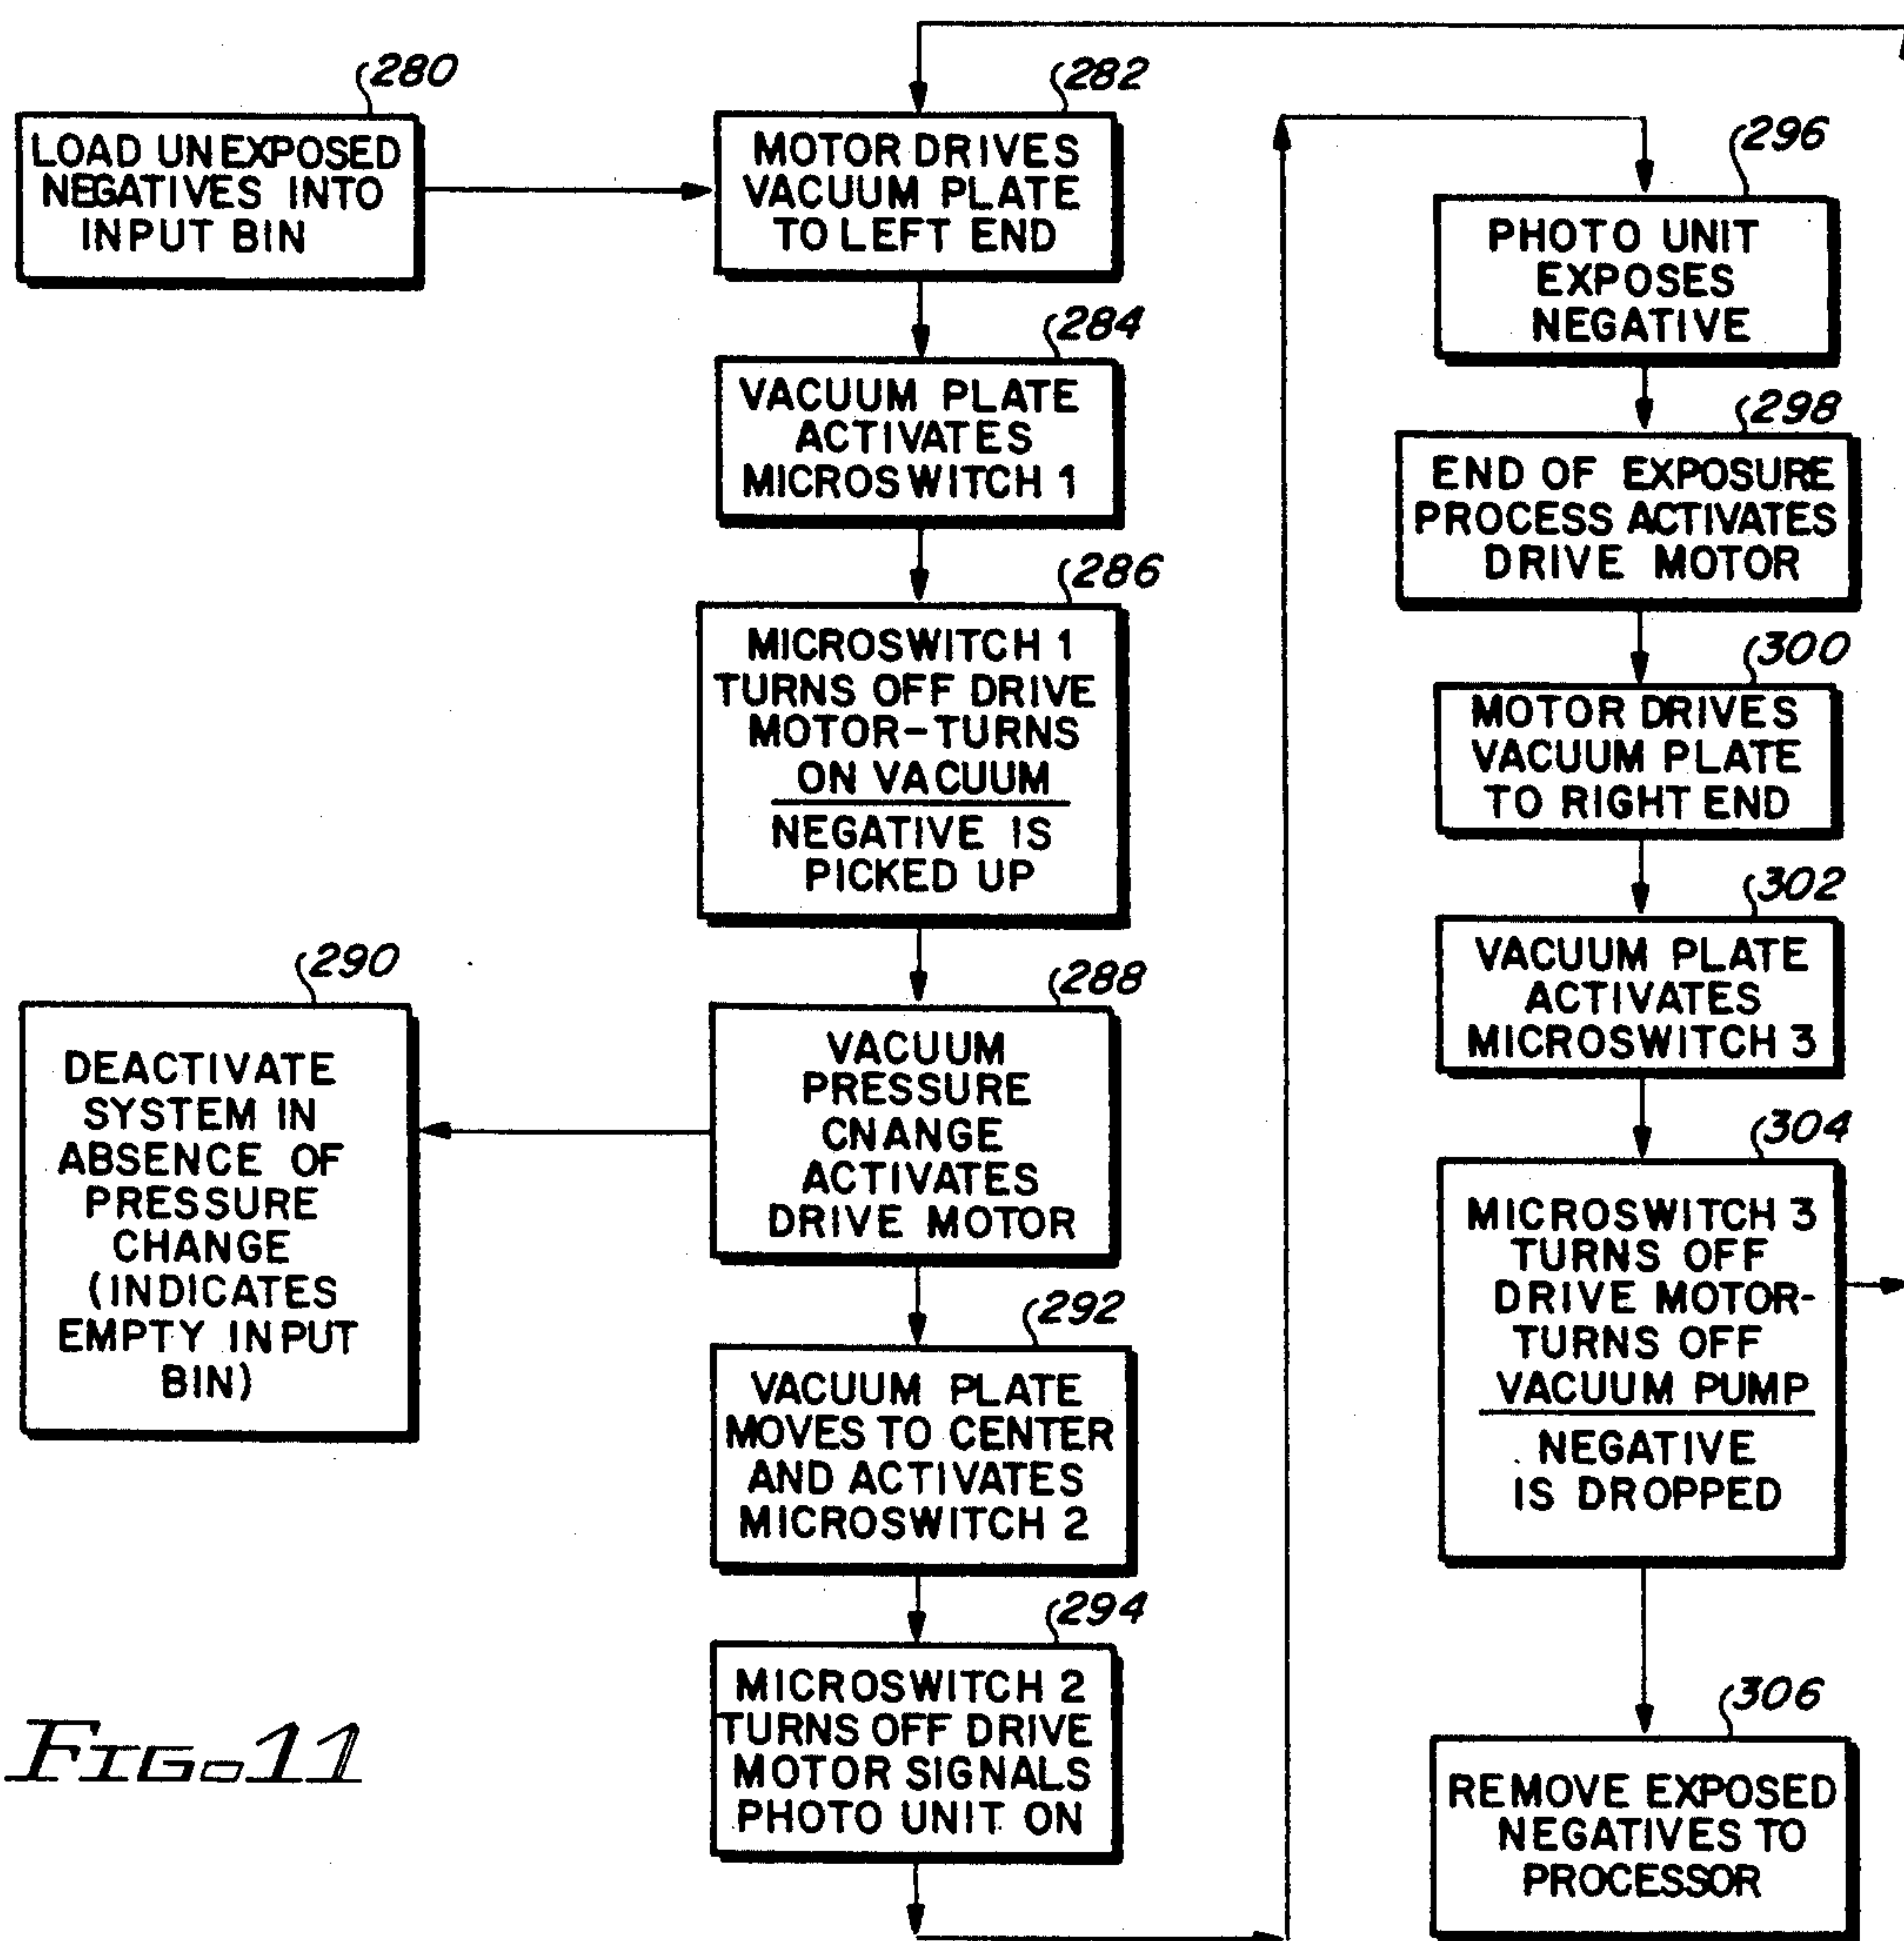 280
LOAD UNEXPOSED
NEGATIVES INTO
INPUT BIN
282
MOTOR DRIVES
VACUUM PLATE
TO LEFT END
284
VACUUM PLATE
ACTIVATES
MICROSWITCH 1
286
MICROSWITCH 1
TURNS OFF DRIVE
MOTOR-TURNS
ON VACUUM
NEGATIVE IS
PICKED UP
288
VACUUM
PRESSURE
CNANGE
ACTIVATES
DRIVE MOTOR
290
DEACTIVATE
SYSTEM IN
ABSENCE OF
PRESSURE
CHANGE
(INDICATES
EMPTY INPUT
BIN)
292
VACUUM PLATE
MOVES TO CENTER
AND ACTIVATES
MICROSWITCH 2
294
MICROSWITCH 2
TURNS OFF DRIVE
MOTOR SIGNALS
PHOTO UNIT ON
296
PHOTO UNIT
EXPOSES
NEGATIVE
298
END OF EXPOSURE
PROCESS ACTIVATES
DRIVE MOTOR
300
MOTOR DRIVES
VACUUM PLATE
TO RIGHT END
302
VACUUM PLATE
ACTIVATES
MICROSWITCH 3
304
MICROSWITCH 3
TURNS OFF
DRIVE MOTOR-
TURNS OFF
VACUUM PUMP
NEGATIVE
IS DROPPED
306
REMOVE EXPOSED
NEGATIVES TO
PROCESSOR
FIG. 11